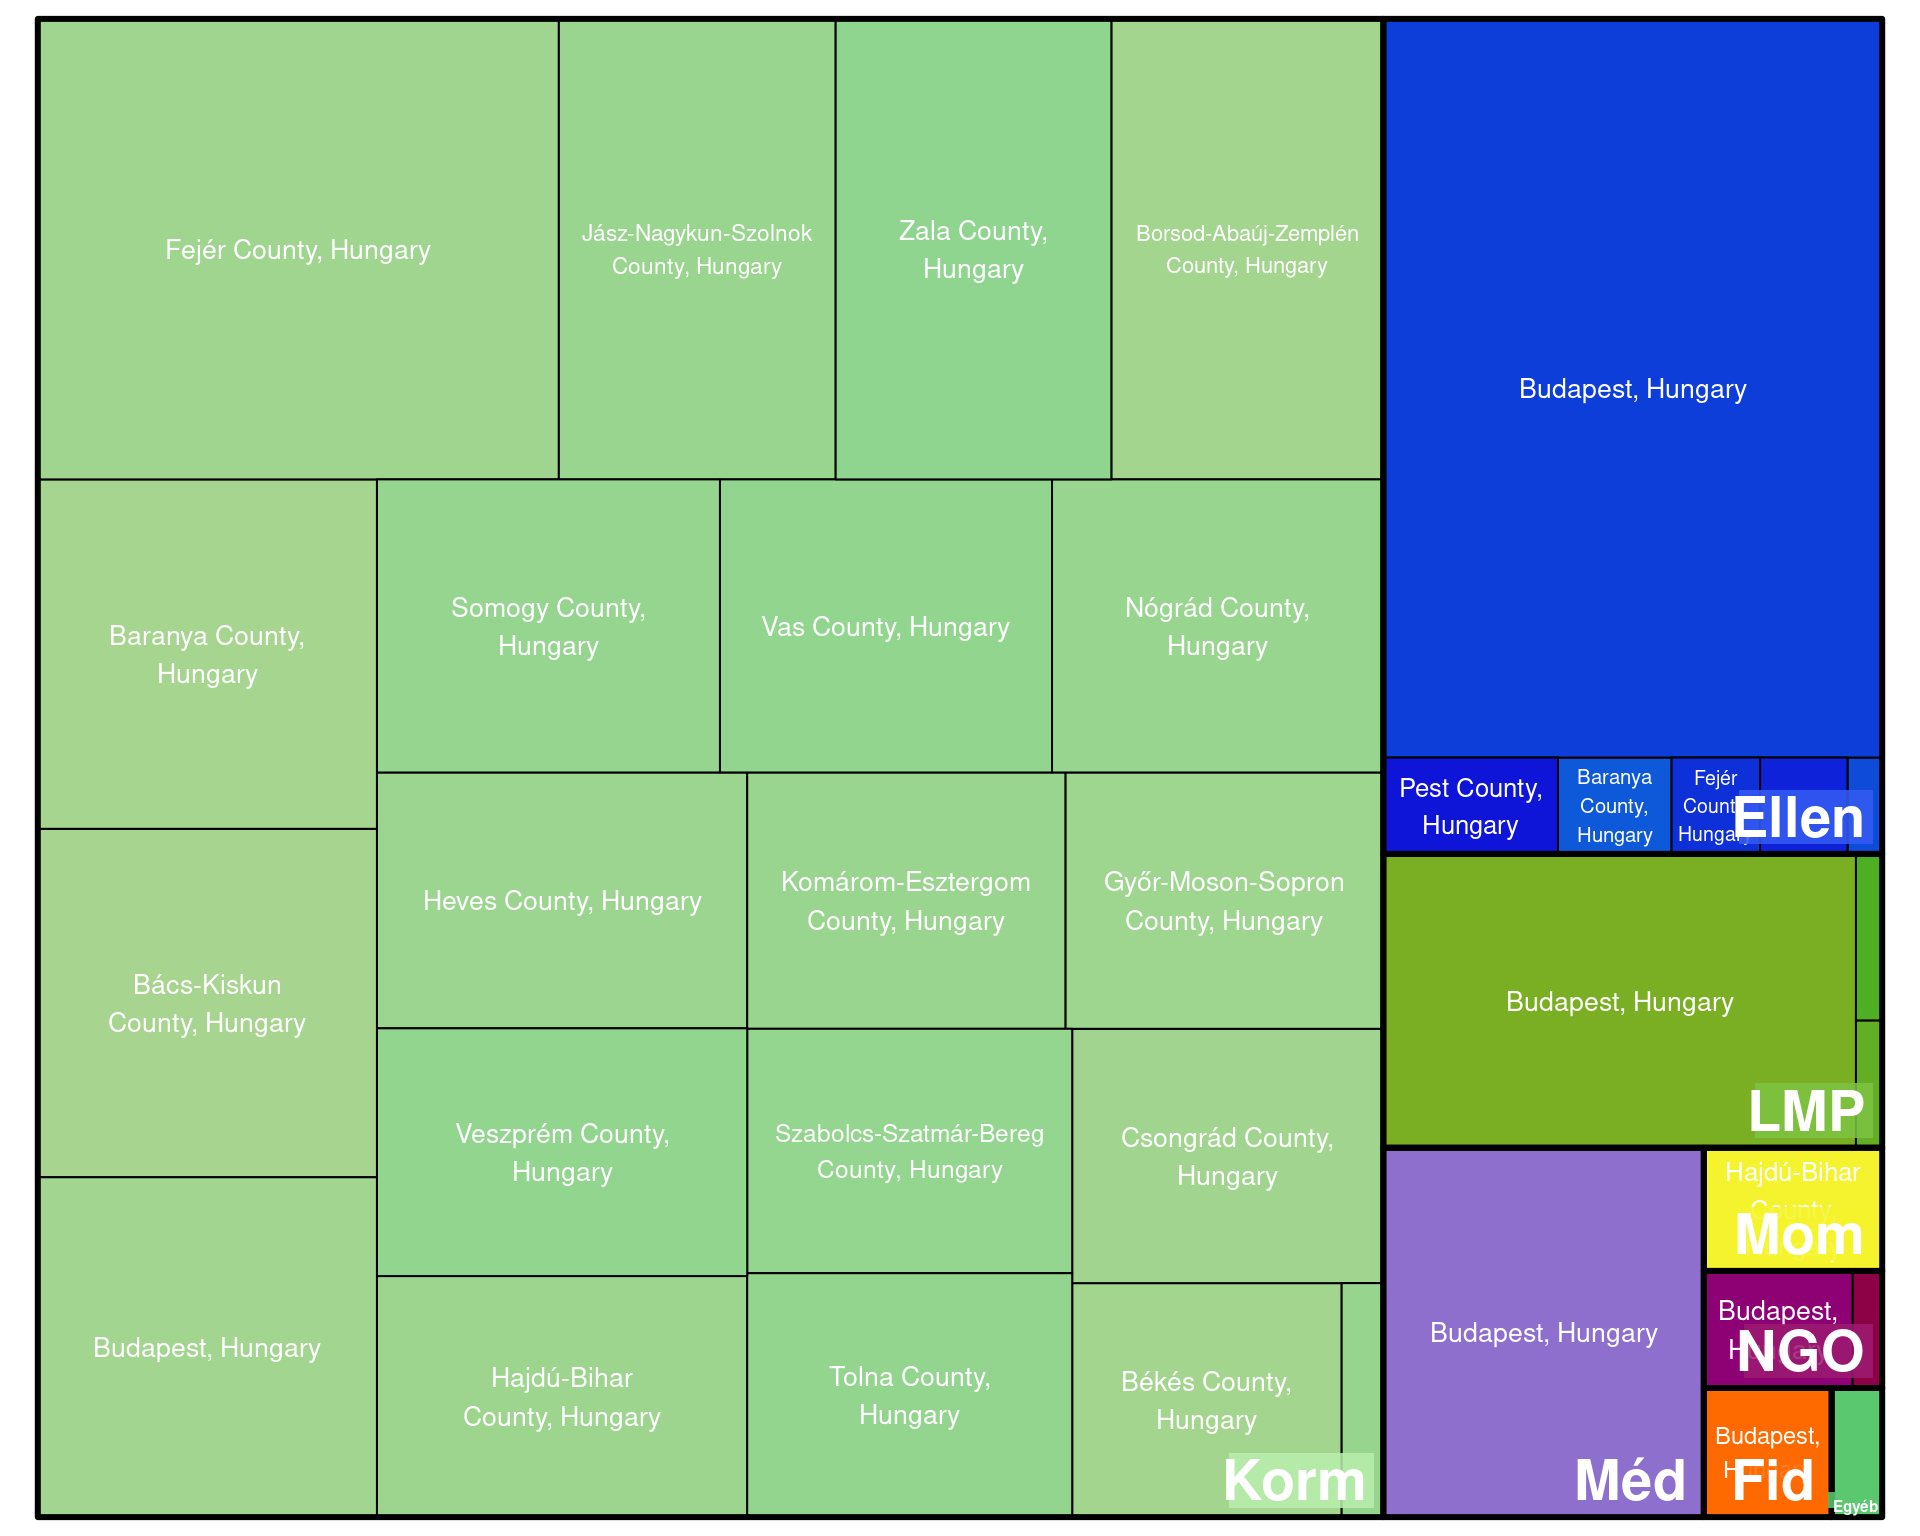 Fejér County, Hungary
Jász-Nagykun-Szolnok
County, Hungary
Zala County,
Hungary
Borsod-Abaúj-Zemplén
County, Hungary
Baranya County,
Hungary
Somogy County,
Hungary
Vas County, Hungary
Nógrád County,
Hungary
Bács-Kiskun
County, Hungary
Heves County, Hungary
Komárom-Esztergom
County, Hungary
Győr-Moson-Sopron
County, Hungary
Veszprém County,
Hungary
Szabolcs-Szatmár-Bereg
County, Hungary
Csongrád County,
Hungary
Budapest, Hungary
Hajdú-Bihar
County, Hungary
Tolna County,
Hungary
Békés County,
Hungary
Korm
Budapest, Hungary
Pest County,
Hungary
Baranya
County,
Hungary
Fejér
Hungary
Ellen
Budapest, Hungary
LMP
Budapest, Hungary
Méd
Hajdú-Bihar
County,
Mom
Budapest,
NGO
Budapest,
Fid
Egyéb